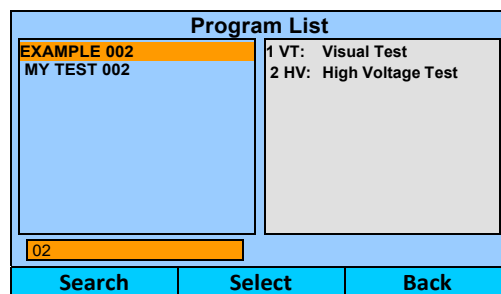 Program List
EXAMPLE 002
MY TEST 002
1 VT: Visual Test
2 HV: High Voltage Test
02
Search Select Back